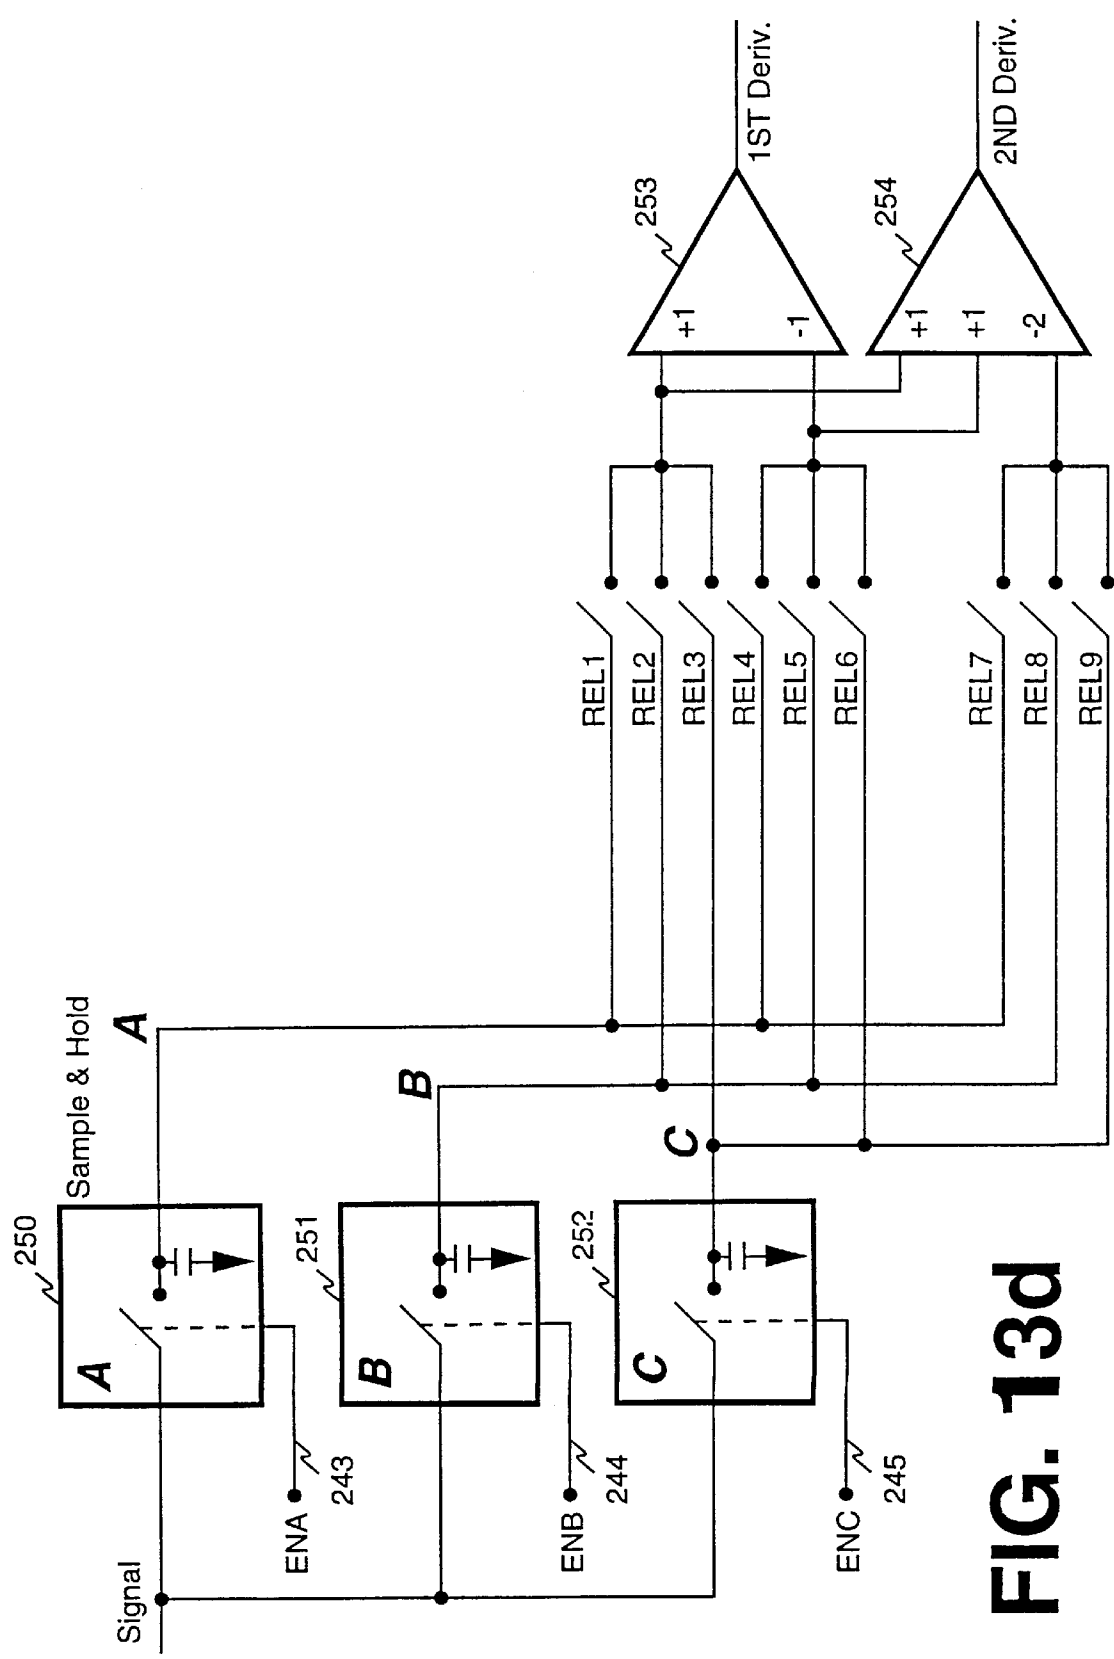 Signal
Sample & Hold
250
A
A
ENA
243
251
B
B
ENB
244
252
C
C
ENC
245
REL1
REL2
REL3
REL4
REL5
REL6
REL7
REL8
REL9
253
+1
-1
1ST Deriv.
254
+1
+1
-2
2ND Deriv.
FIG. 13d